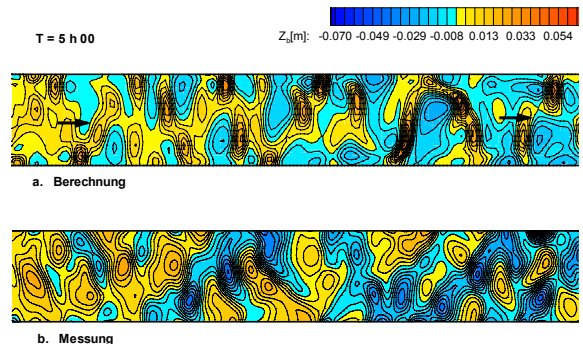 T = 5 h 00
Z_b[m]: -0.070 -0.049 -0.029 -0.008 0.013 0.033 0.054
a. Berechnung
b. Messung